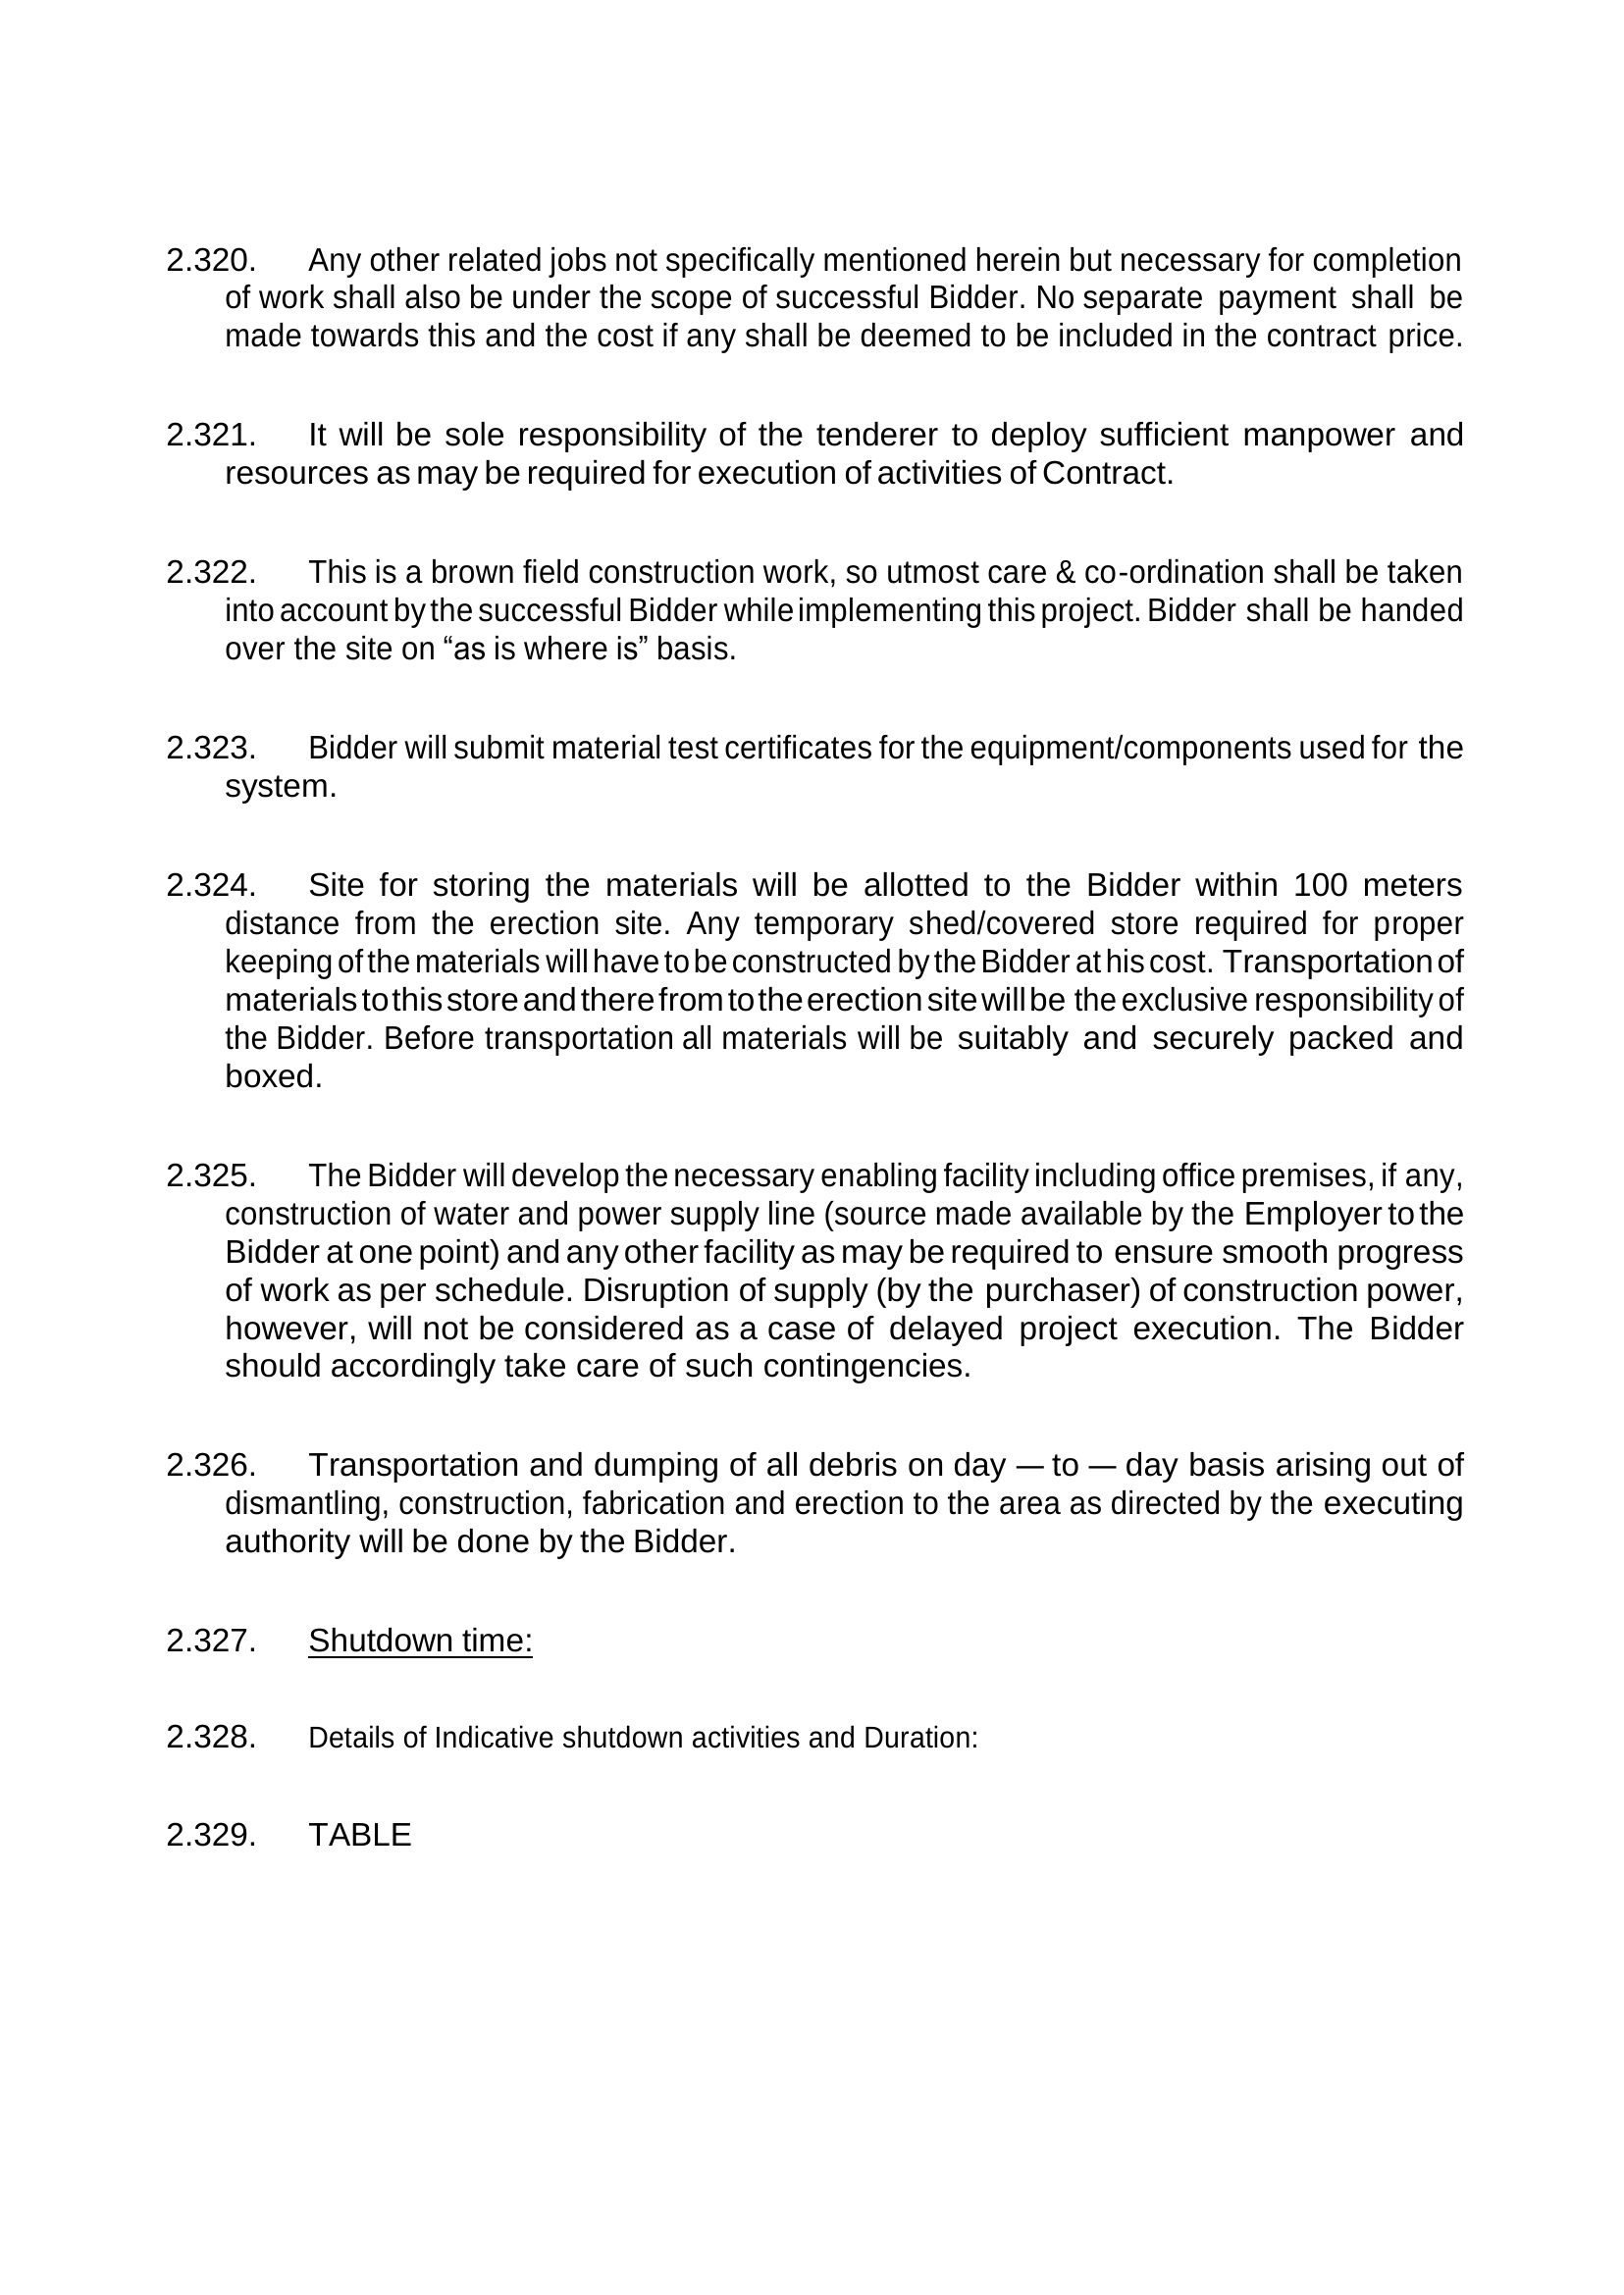 2.320. Any other related jobs not specifically mentioned herein but necessary for completion
of work shall also be under the scope of successful Bidder. No separate payment shall be
made towards this and the cost if any shall be deemed to be included in the contract price.
2.321. It will be sole responsibility of the tenderer to deploy sufficient manpower and
resources as may be required for execution of activities of Contract.
2.322. This is a brown field construction work, so utmost care & co-ordination shall be taken
into account by the successful Bidder while implementing this project. Bidder shall be handed
over the site on “as is where is” basis.
2.323. Bidder will submit material test certificates for the equipment/components used for the
system.
2.324. Site for storing the materials will be allotted to the Bidder within 100 meters
distance from the erection site. Any temporary shed/covered store required for proper
keeping of the materials will have to be constructed by the Bidder at his cost. Transportation of
materials to this store and there from to the erection site will be the exclusive responsibility of
the Bidder. Before transportation all materials will be suitably and securely packed and
boxed.
2.325. The Bidder will develop the necessary enabling facility including office premises, if any,
construction of water and power supply line (source made available by the Employer to the
Bidder at one point) and any other facility as may be required to ensure smooth progress
of work as per schedule. Disruption of supply (by the purchaser) of construction power,
however, will not be considered as a case of delayed project execution. The Bidder
should accordingly take care of such contingencies.
2.326. Transportation and dumping of all debris on day — to — day basis arising out of
dismantling, construction, fabrication and erection to the area as directed by the executing
authority will be done by the Bidder.
2.327. Shutdown time:
2.328. Details of Indicative shutdown activities and Duration:
2.329. TABLE